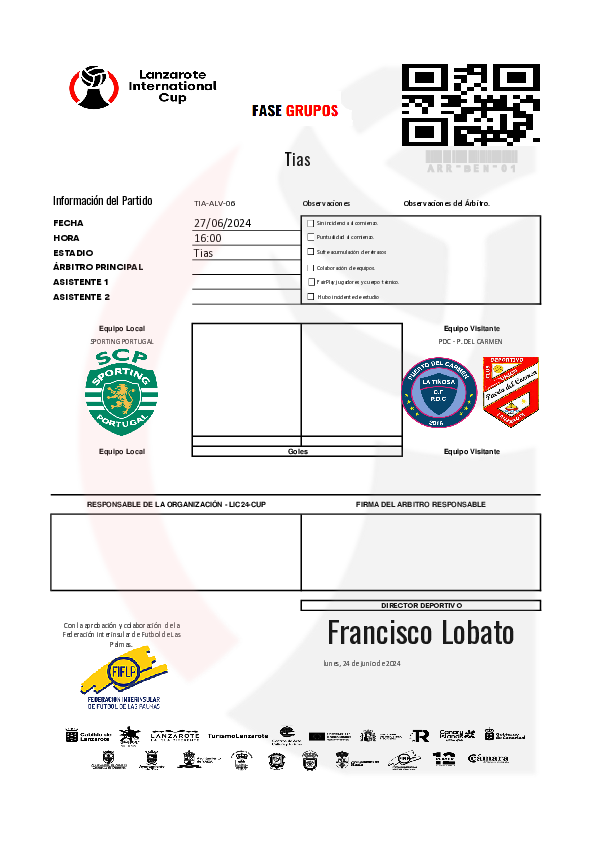 Lanzarote
International
Cup
FASE GRUPOS
Tias
ARR*BEN*01
Información del Partido
TIA-ALV-06
Observaciones
Observaciones del Árbitro.
FECHA
27/06/2024
Sin incidencia al comienzo.
HORA
16:00
Puntualidad al comienzo.
ESTADIO
Tias
Sufre acumulación de retrasos
ÁRBITRO PRINCIPAL
Colaboración de equipos.
ASISTENTE 1
FairPlay jugadores y cuerpo técnico.
ASISTENTE 2
Hubo incidente de estudio
Equipo Local
Equipo Visitante
SPORTING PORTUGAL
PDC - P. DEL CARMEN
SCP
SPORTING
PORTUGAL
PUERTO DEL CARMEN
LA TIÑOSA
C.F
P.D.C
2016
DEPORTIVO
CLUB
Puerto del Carmen
Equipo Local
Goles
Equipo Visitante
RESPONSABLE DE LA ORGANIZACIÓN - LIC24-CUP
FIRMA DEL ARBITRO RESPONSABLE
DIRECTOR DEPORTIVO
Francisco Lobato
lunes, 24 de junio de 2024
Con la aprobación y colaboración de la
Federación interinsular de Futbol de Las
Palmas.
FIFLP
FEDERACIÓN INTERINSULAR
DE FÚTBOL DE LAS PALMAS
Cabildo de
Lanzarote
LANZAROTE
TurismoLanzarote
Cámara